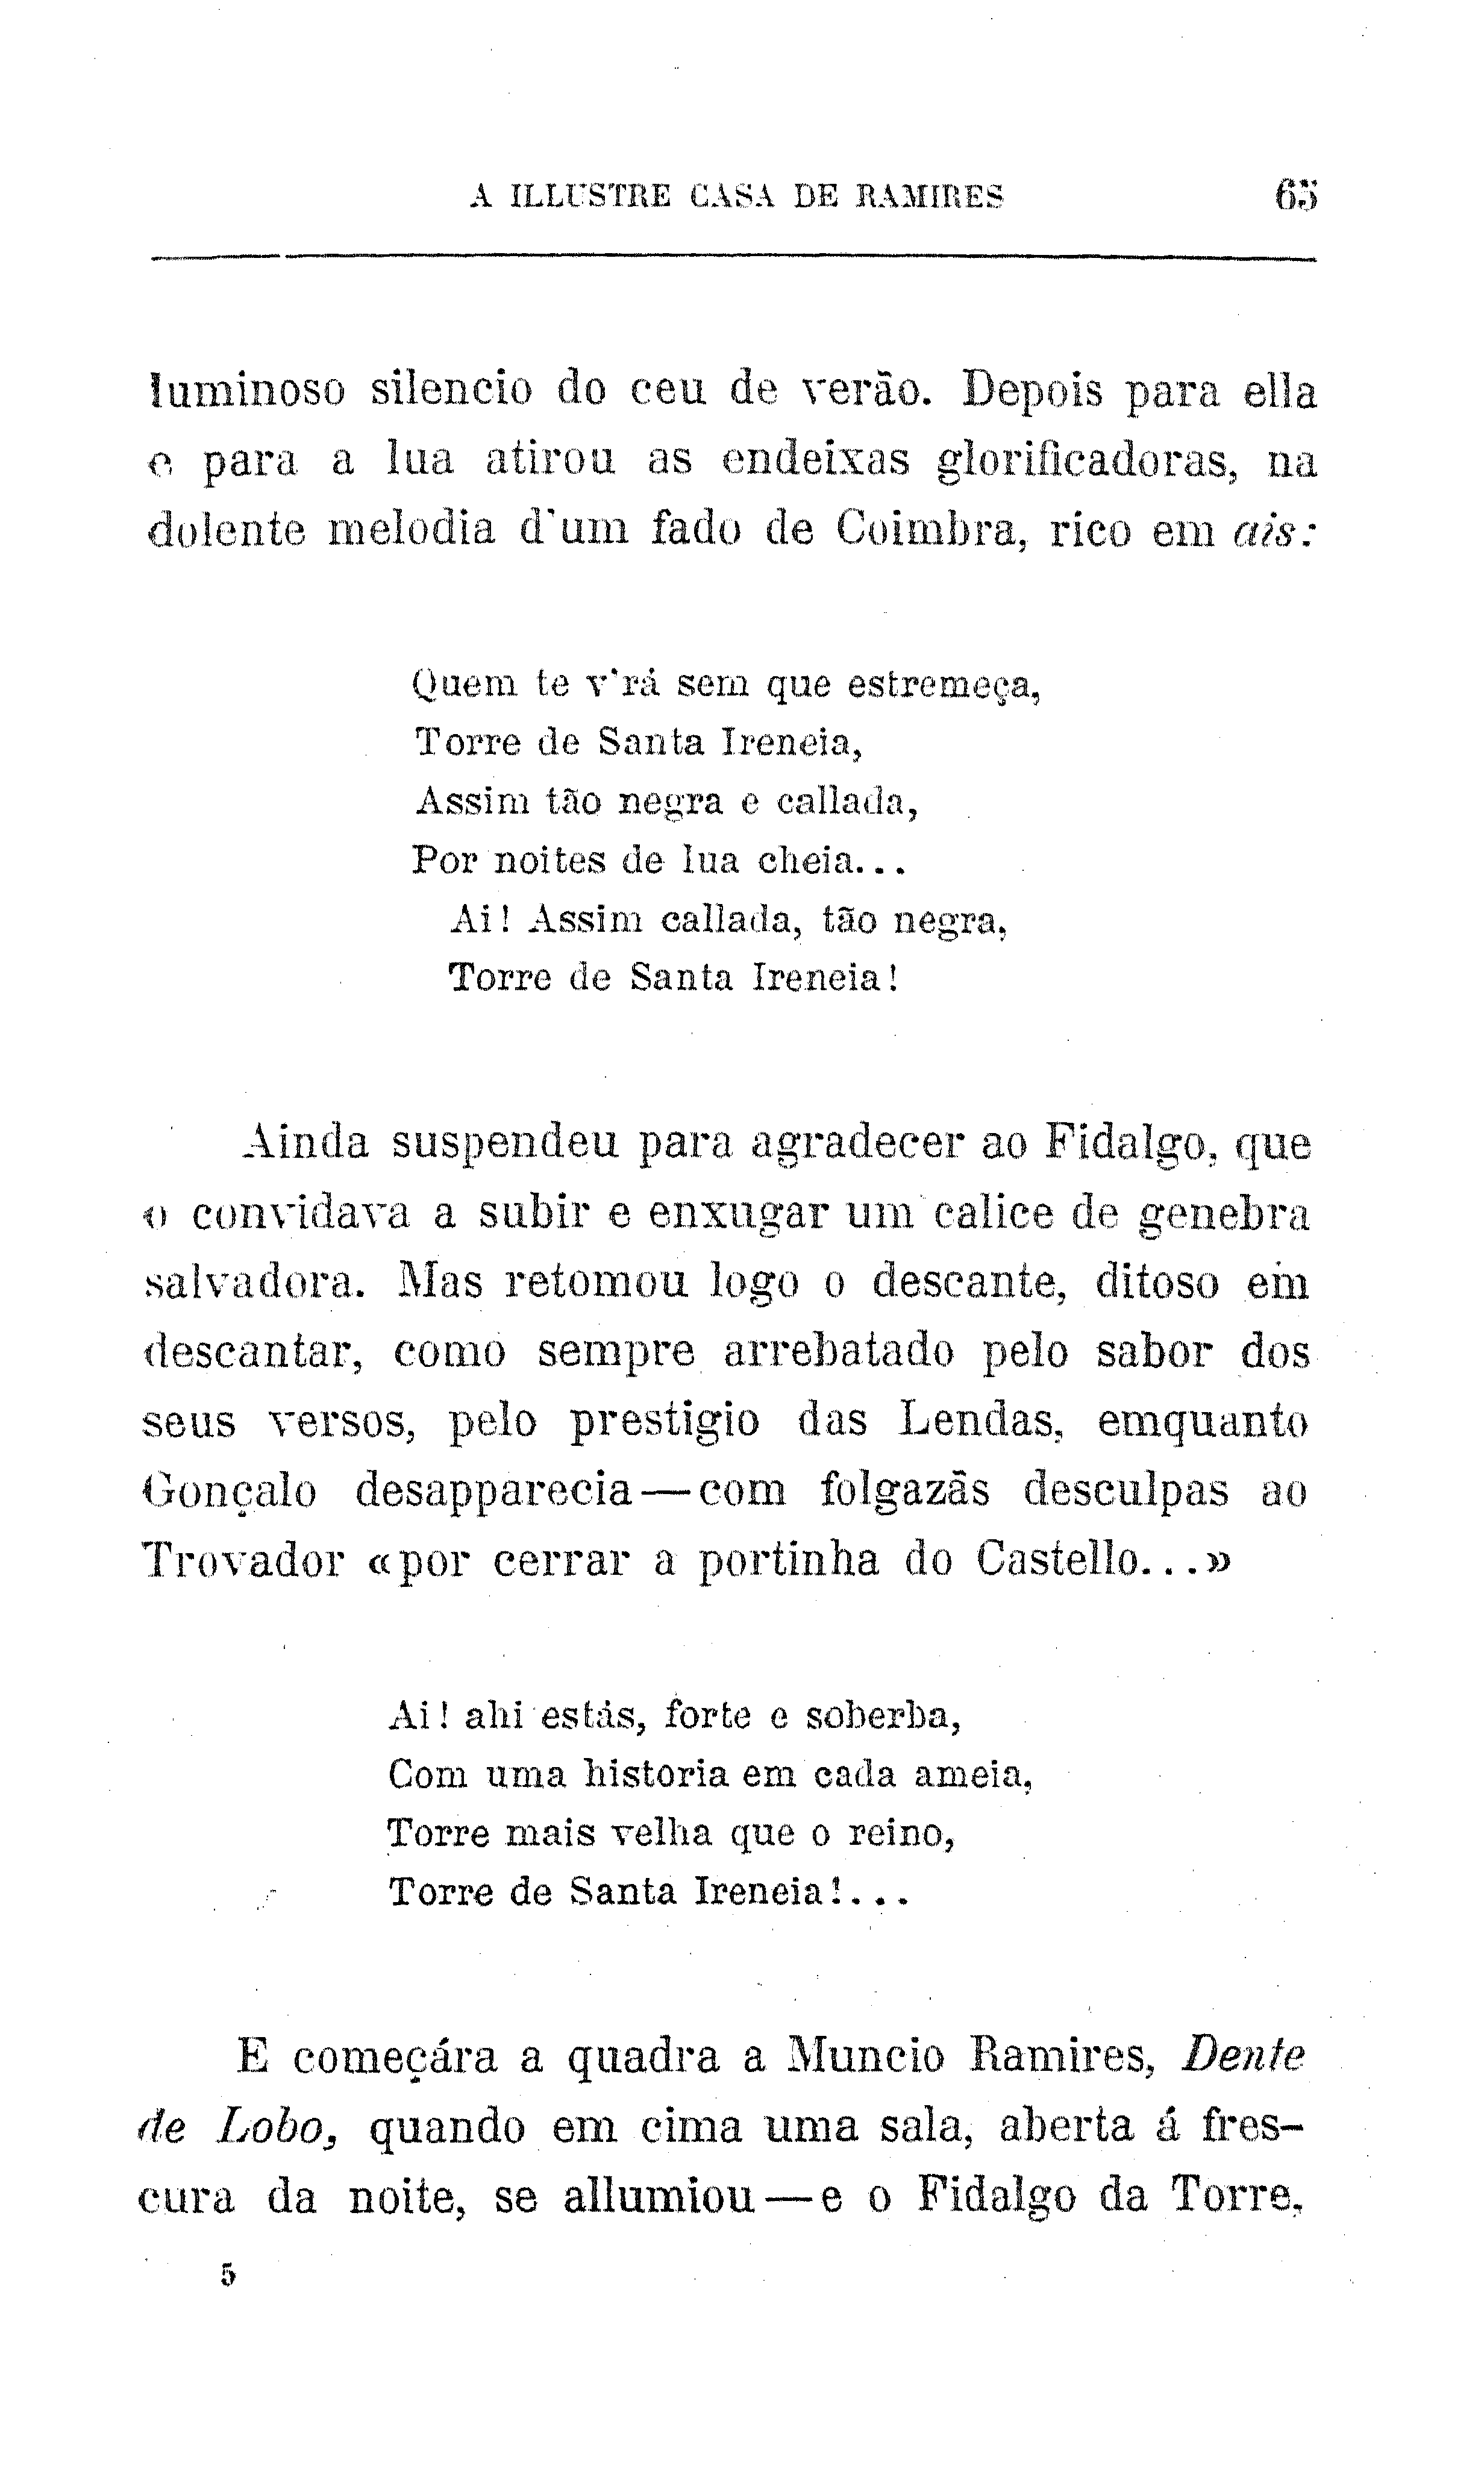 A ILLUSTRE CASA DE RAMIRES 65
luminoso silencio do ceu de verão. Depois para ella
e para a lua atirou as endeixas glorificadoras, na
dolente melodia d'um fado de Coimbra, rico em ais:
Quem te v'rá sem que estremeça,
Torre de Santa Ireneia,
Assim tão negra e callada,
Por noites de lua cheia...
Ai! Assim callada, tão negra,
Torre de Santa Ireneia!
Ainda suspendeu para agradecer ao Fidalgo, que
o convidava a subir e enxugar um calice de genebra
salvadora. Mas retomou logo o descante, ditoso em
descantar, como sempre arrebatado pelo sabor dos
seus versos, pelo prestigio das Lendas, emquanto
Gonçalo desapparecia—com folgazãs desculpas ao
Trovador «por cerrar a portinha do Castello...»
Ai! ahi estás, forte e soberba,
Com uma historia em cada ameia,
Torre mais velha que o reino,
Torre de Santa Ireneia!...
E começára a quadra a Muncio Ramires, Dente
de Lobo, quando em cima uma sala, aberta á fres-
cura da noite, se allumiou—e o Fidalgo da Torre,
5